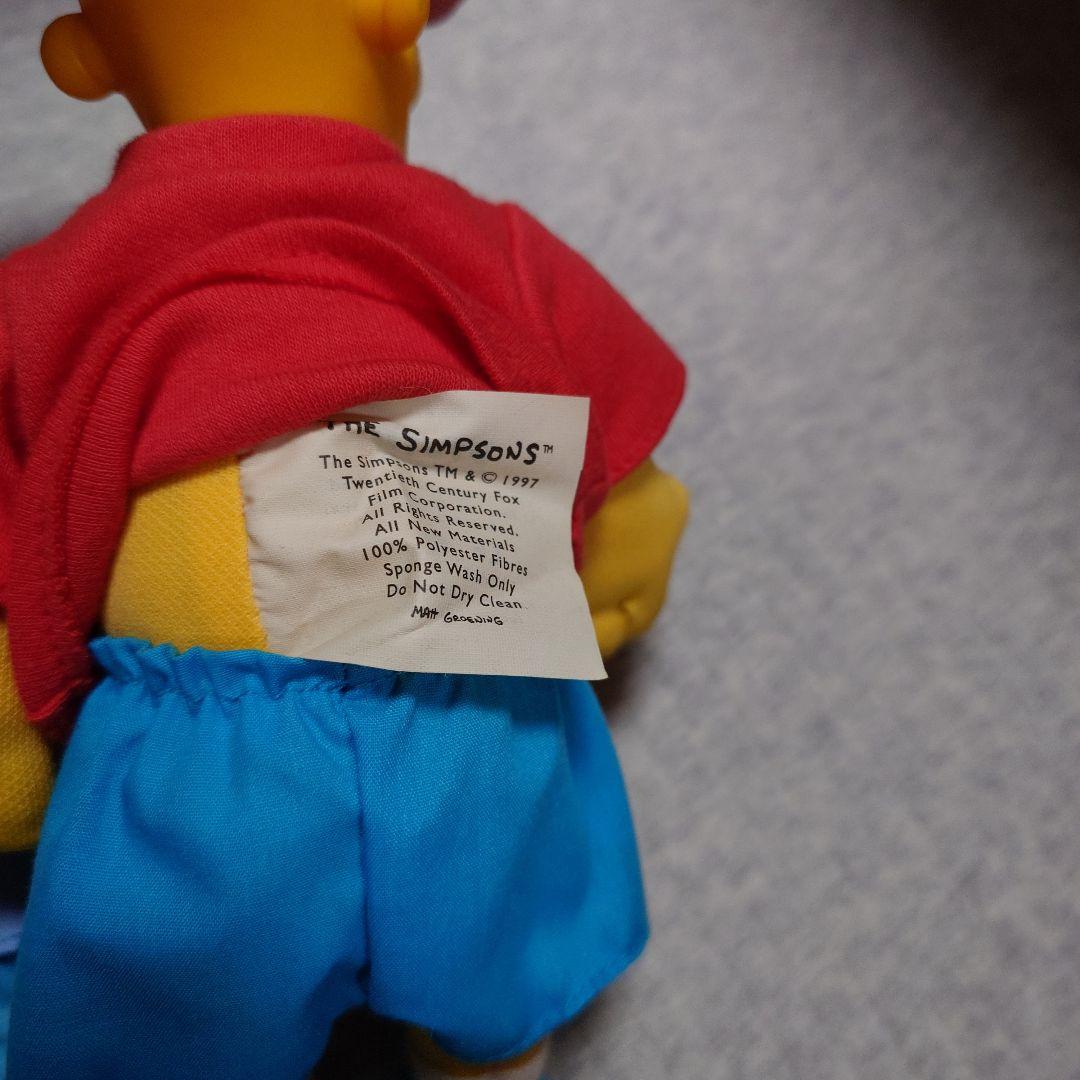 THE SIMPSONS™
The Simpsons TM & © 1997
Twentieth Century Fox
Film Corporation.
All Rights Reserved.
All New Materials
100% Polyester Fibres
Sponge Wash Only
Do Not Dry Clean
MATT GROENING